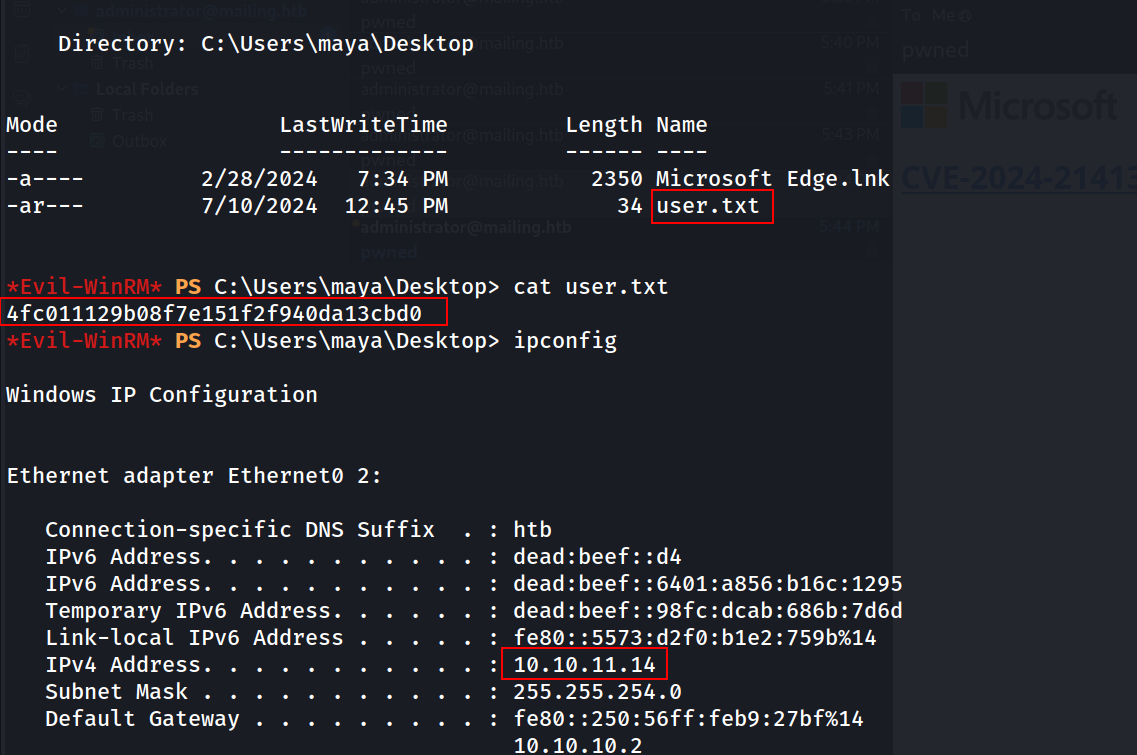 administrator@mailing.htb
pwned
To Me
Directory: C:\Users\maya\Desktop
administrator@mailing.htb 5:40 PM
pwned
Trash
pwned
Local Folders
administrator@mailing.htb 5:41 PM
Trash
Microsoft
Mode LastWriteTime Length Name
administrator@mailing.htb 5:43 PM
Outbox
---- ------------- ------ ----
pwned
-a---- 2/28/2024 7:34 PM 2350 Microsoft Edge.lnk
CVE-2024-21413
-ar--- 7/10/2024 12:45 PM 34 user.txt
administrator@mailing.htb 5:44 PM
pwned
*Evil-WinRM* PS C:\Users\maya\Desktop> cat user.txt
4fc011129b08f7e151f2f940da13cbd0
*Evil-WinRM* PS C:\Users\maya\Desktop> ipconfig
Windows IP Configuration
Ethernet adapter Ethernet0 2:
Connection-specific DNS Suffix . : htb
IPv6 Address. . . . . . . . . . . : dead:beef::d4
IPv6 Address. . . . . . . . . . . : dead:beef::6401:a856:b16c:1295
Temporary IPv6 Address. . . . . . : dead:beef::98fc:dcab:686b:7d6d
Link-local IPv6 Address . . . . . : fe80::5573:d2f0:b1e2:759b%14
IPv4 Address. . . . . . . . . . . : 10.10.11.14
Subnet Mask . . . . . . . . . . . : 255.255.254.0
Default Gateway . . . . . . . . . : fe80::250:56ff:feb9:27bf%14
10.10.10.2